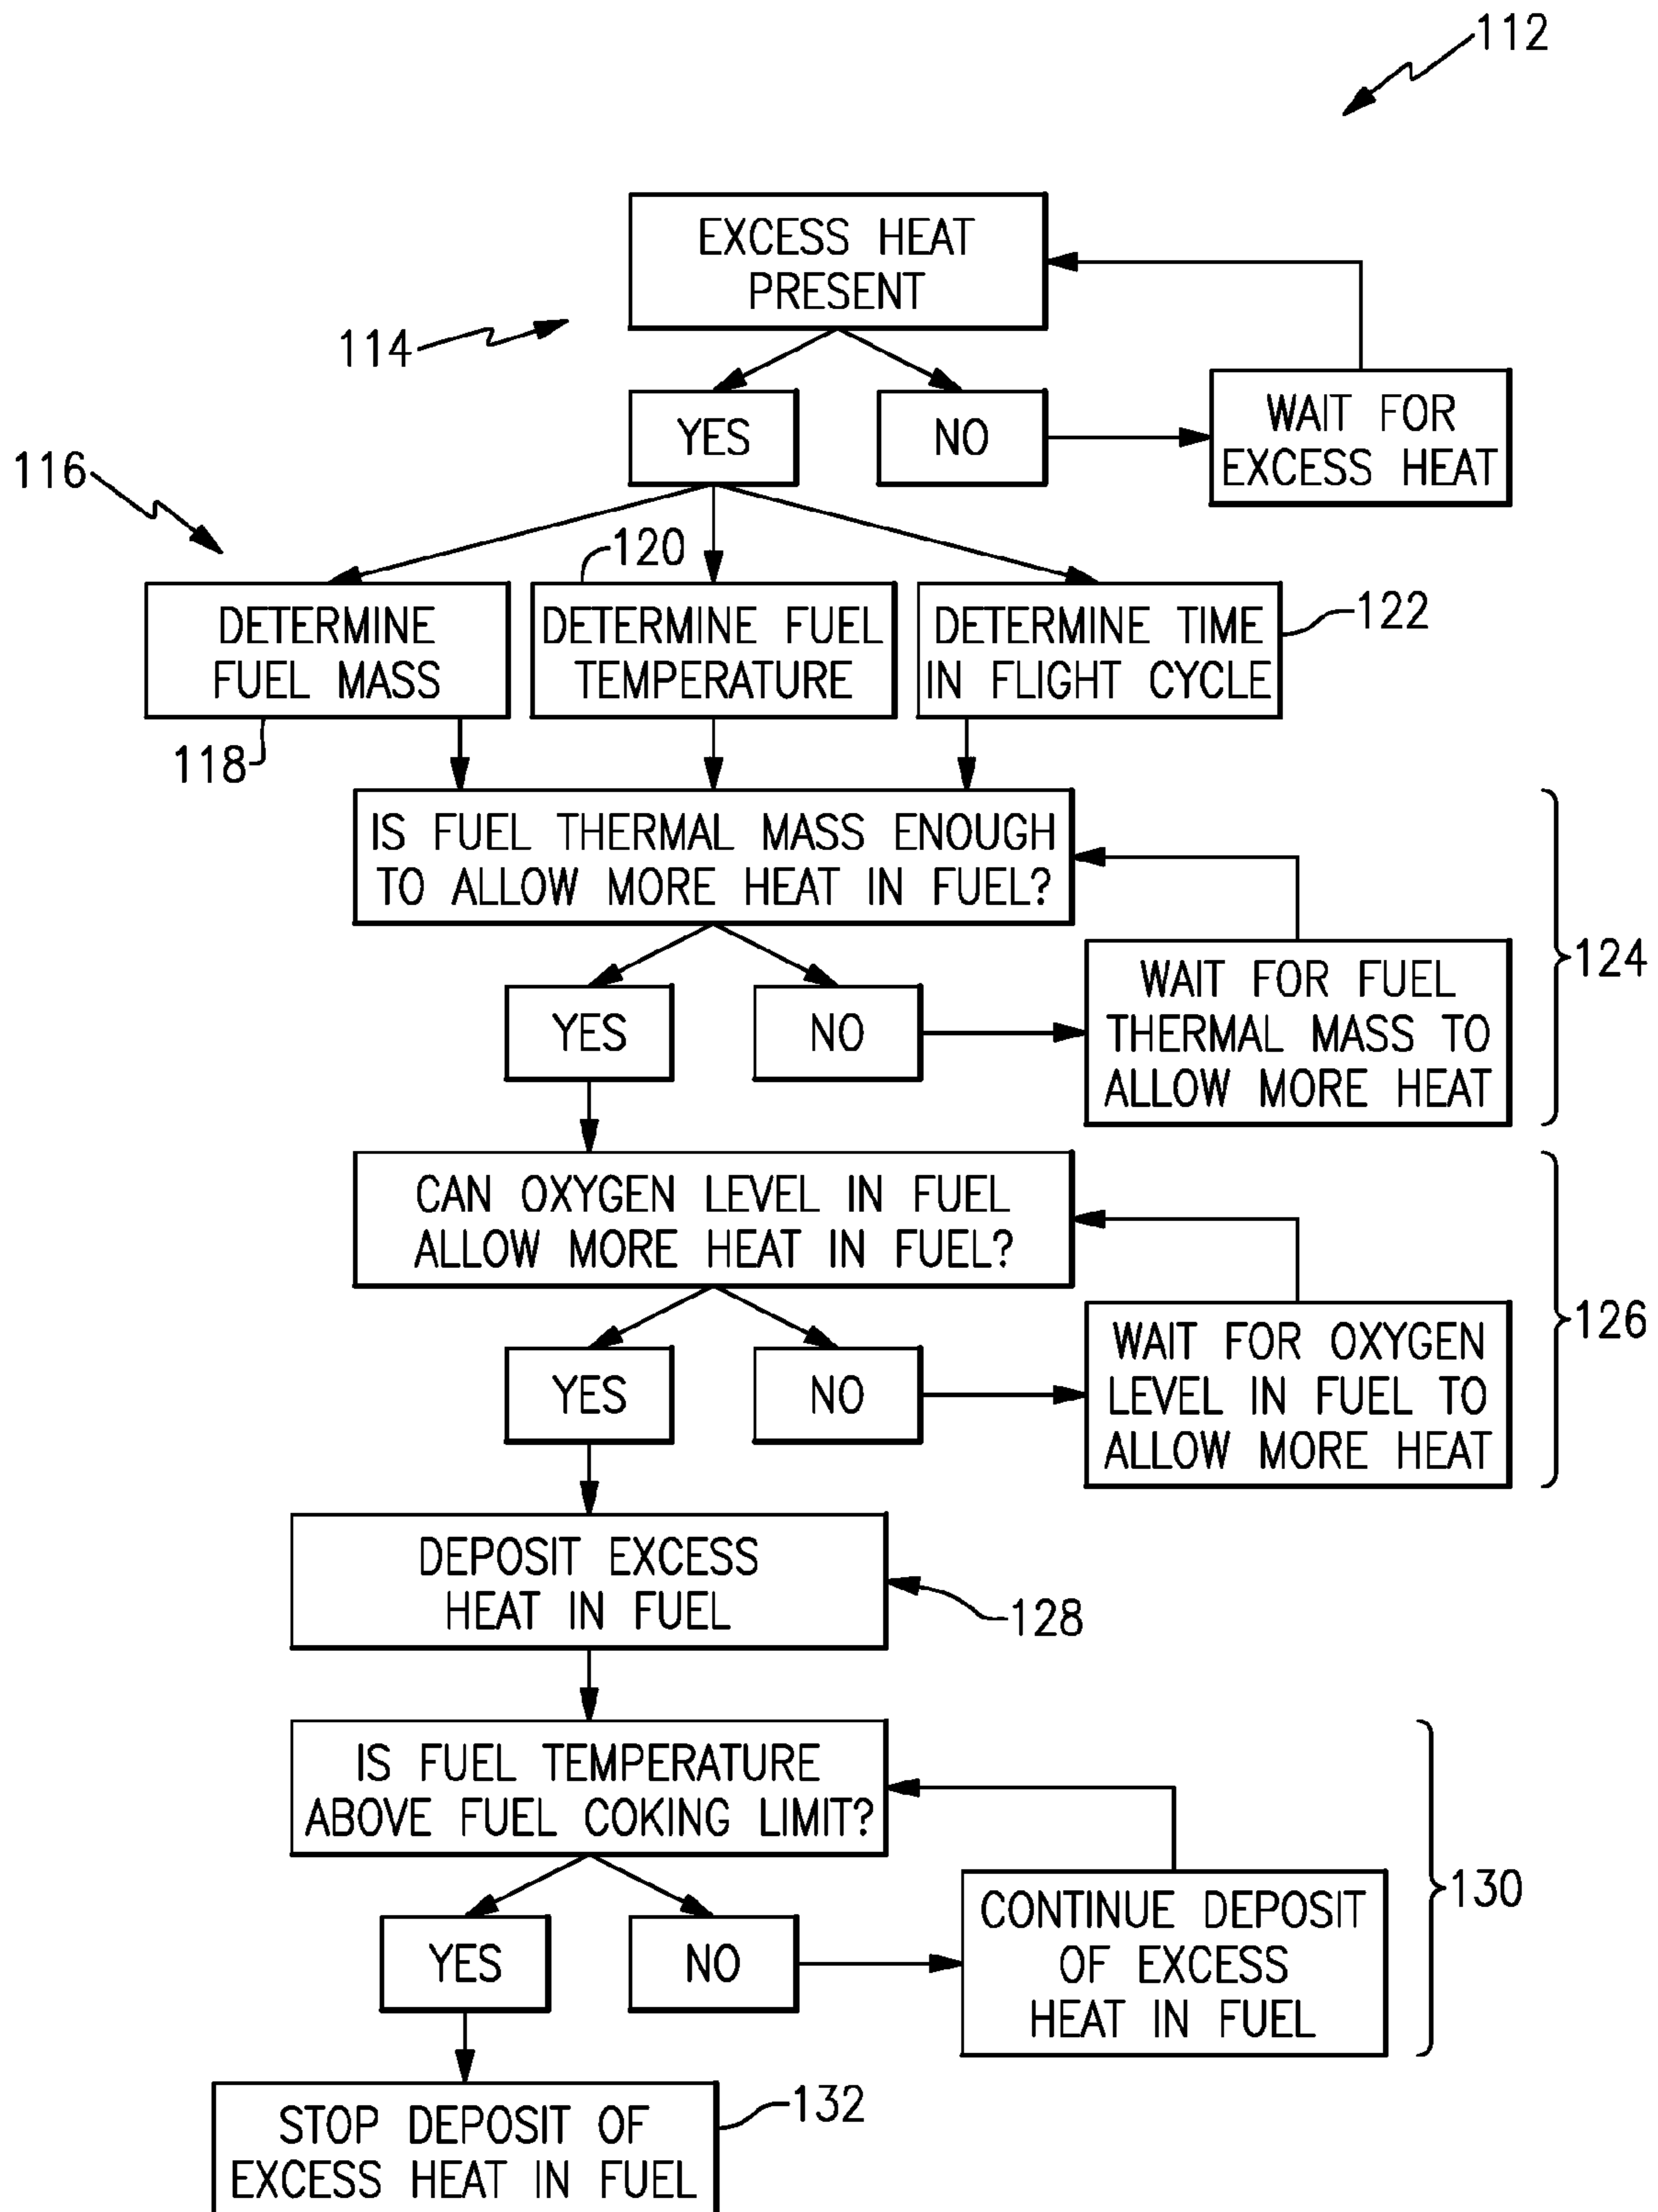 112
EXCESS HEAT
PRESENT
114
YES
NO
WAIT FOR
EXCESS HEAT
116
120
DETERMINE
FUEL MASS
DETERMINE FUEL
TEMPERATURE
DETERMINE TIME
IN FLIGHT CYCLE
122
118
IS FUEL THERMAL MASS ENOUGH
TO ALLOW MORE HEAT IN FUEL?
124
YES
NO
WAIT FOR FUEL
THERMAL MASS TO
ALLOW MORE HEAT
CAN OXYGEN LEVEL IN FUEL
ALLOW MORE HEAT IN FUEL?
126
YES
NO
WAIT FOR OXYGEN
LEVEL IN FUEL TO
ALLOW MORE HEAT
DEPOSIT EXCESS
HEAT IN FUEL
128
IS FUEL TEMPERATURE
ABOVE FUEL COKING LIMIT?
130
YES
NO
CONTINUE DEPOSIT
OF EXCESS
HEAT IN FUEL
132
STOP DEPOSIT OF
EXCESS HEAT IN FUEL